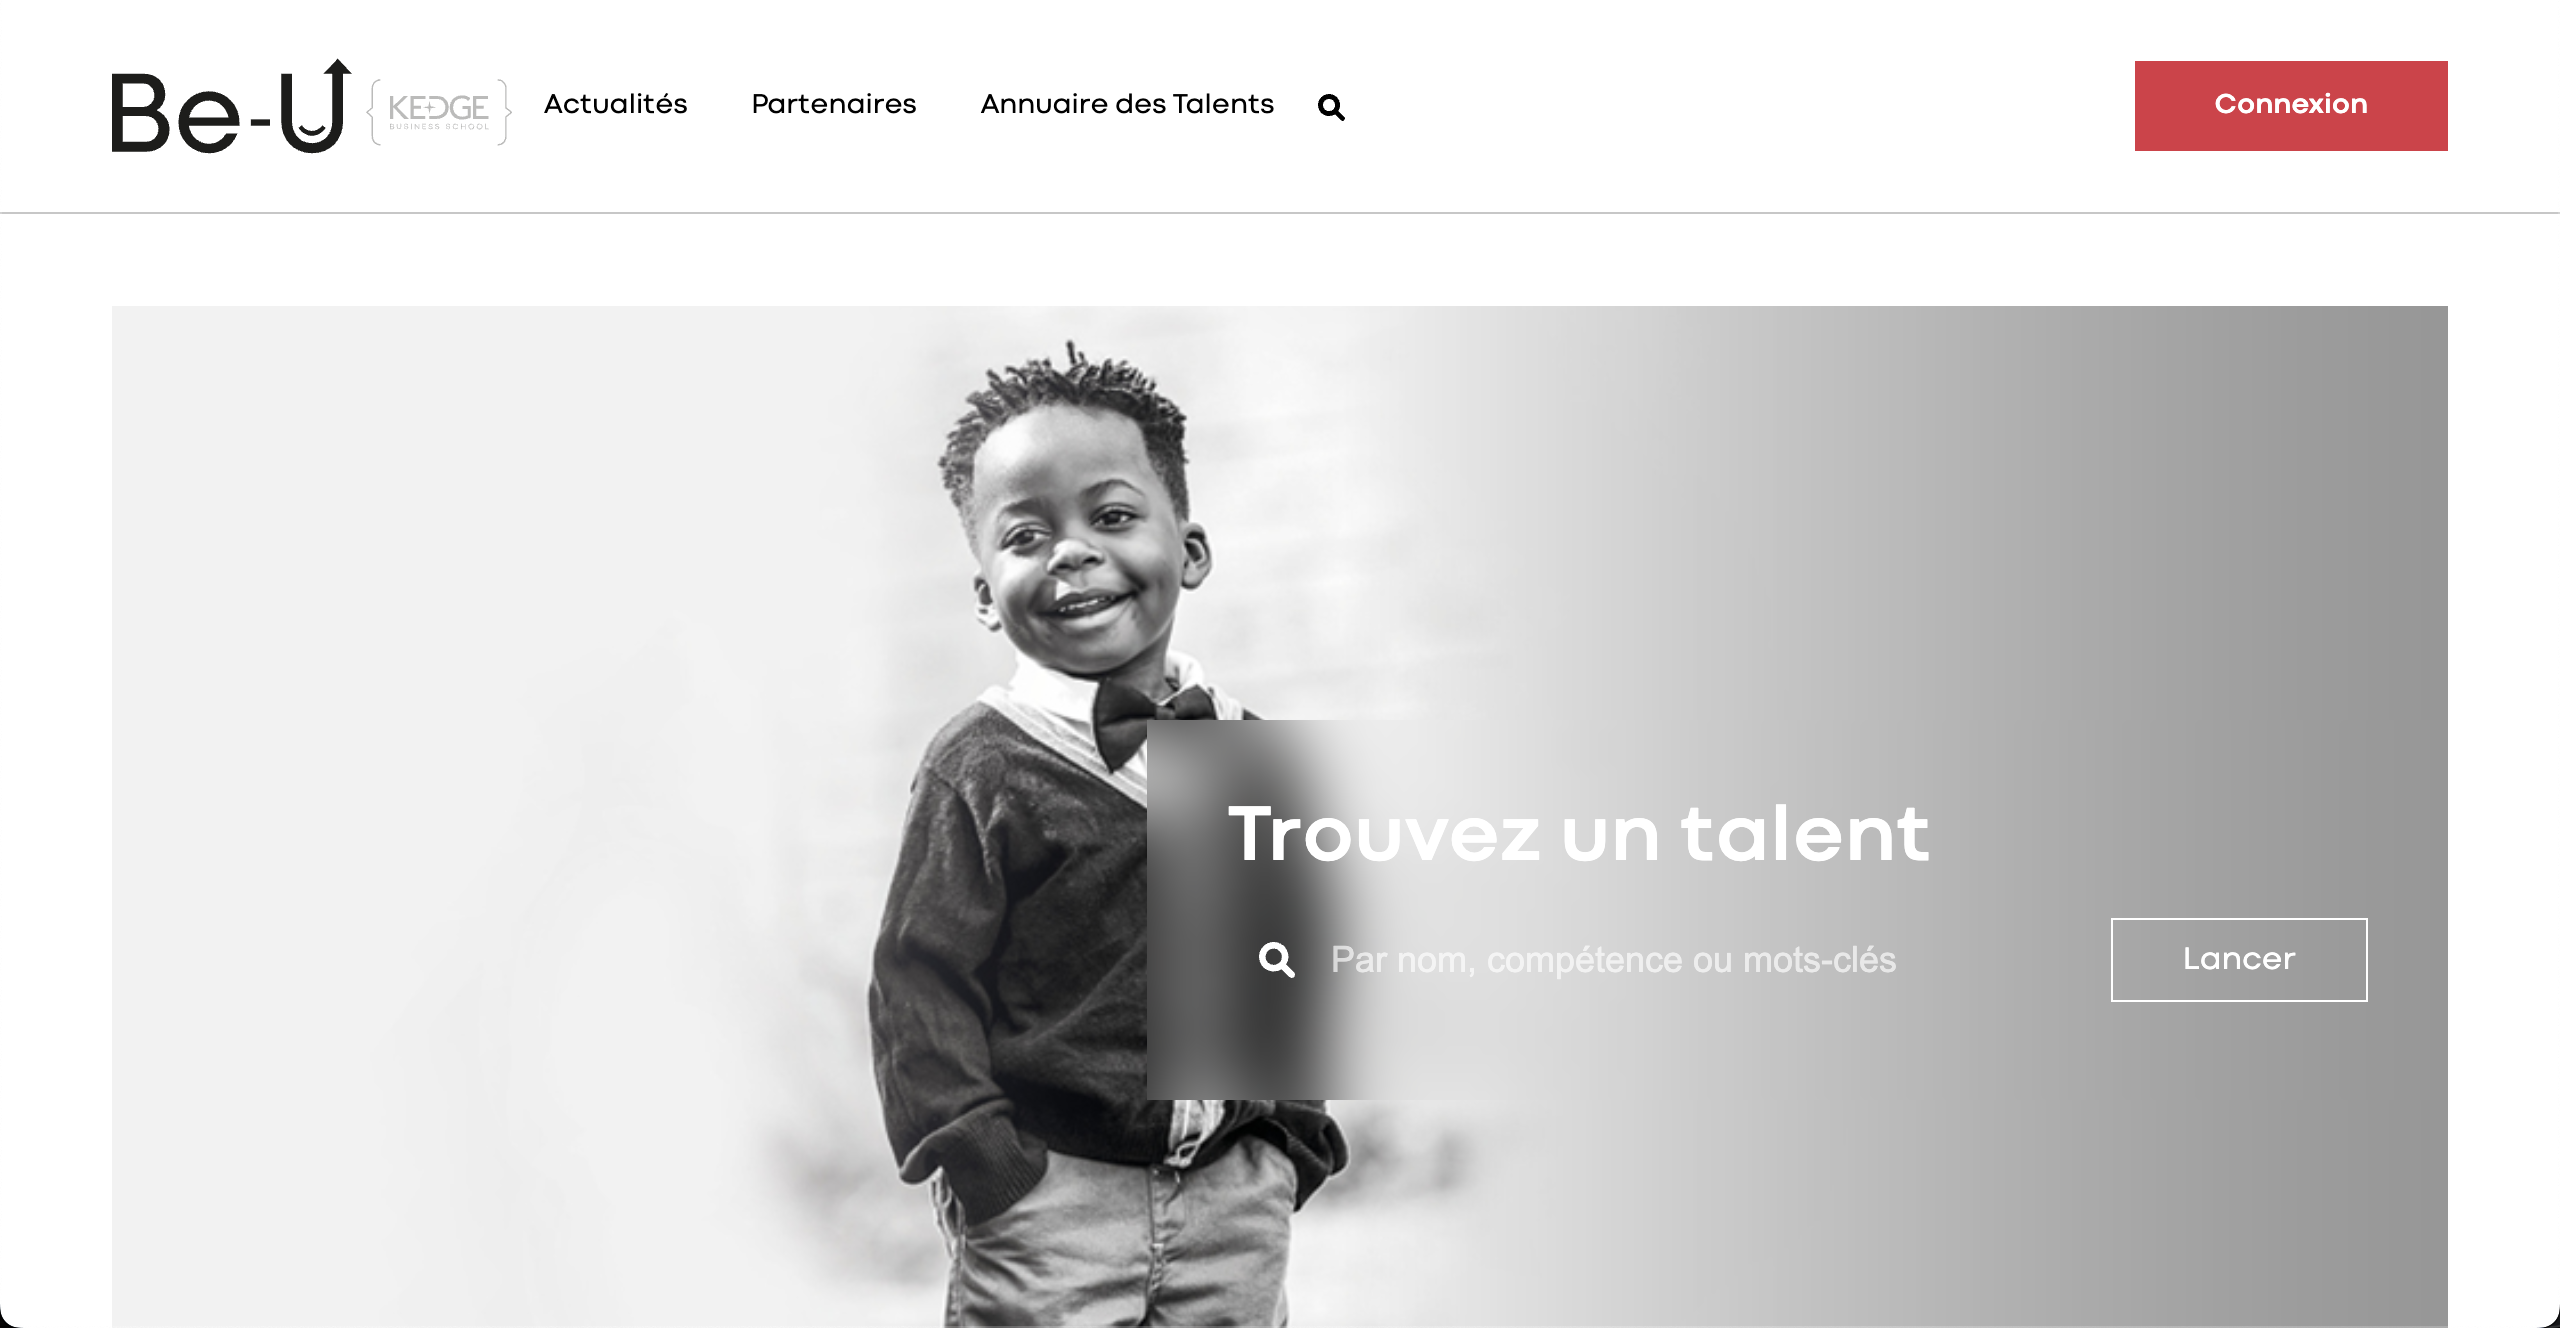 Be-U
KEDGE
BUSINESS SCHOOL
Actualités
Partenaires
Annuaire des Talents
Connexion
Trouvez un talent
Par nom, compétence ou mots-clés
Lancer